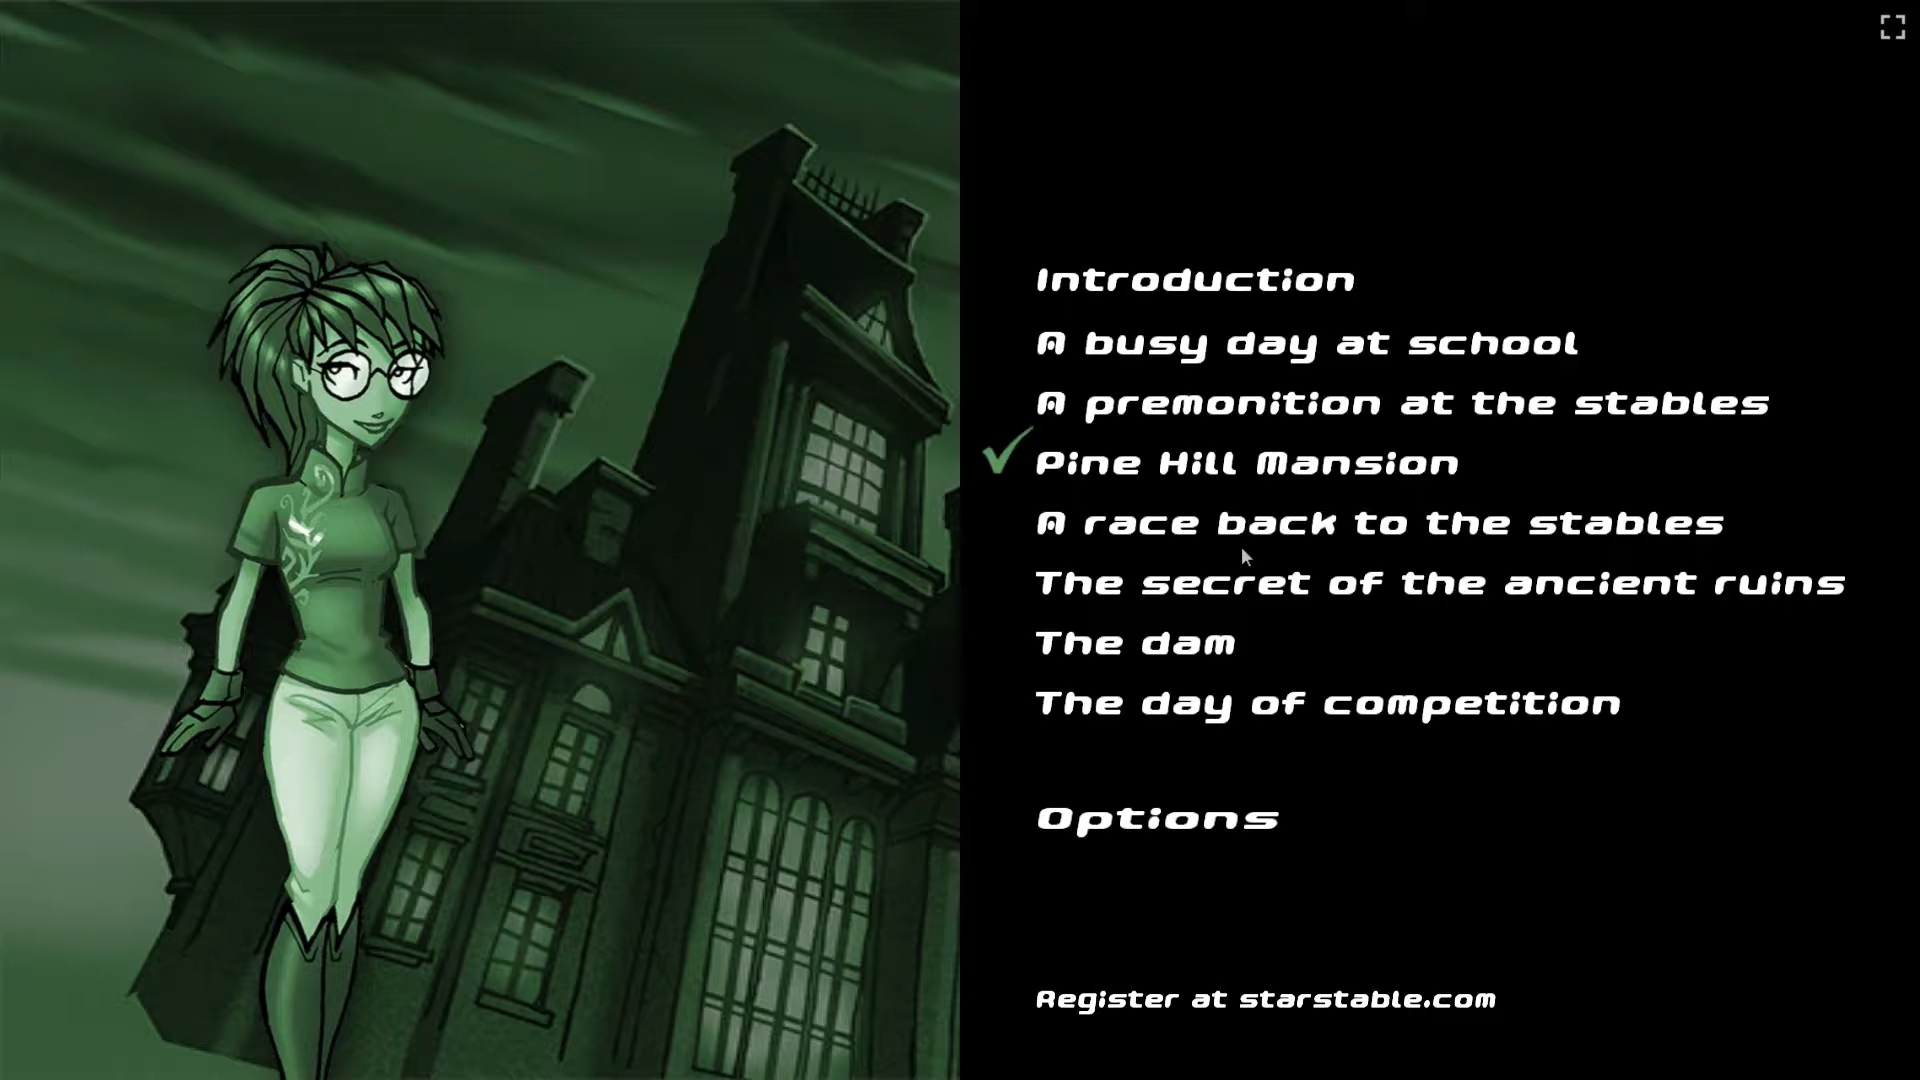 Introduction
A busy day at school
A premonition at the stables
Pine Hill Mansion
A race back to the stables
The secret of the ancient ruins
The dam
The day of competition
Options
Register at starstable.com